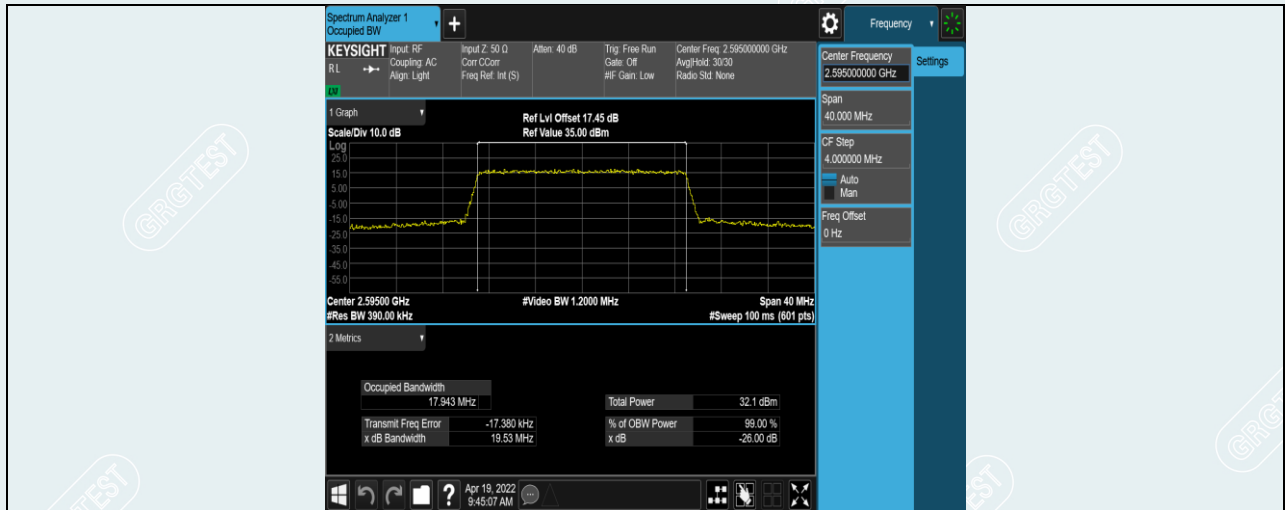 Spectrum Analyzer 1
Occupied BW
+
Frequency
KEYSIGHT
RL
LXI
Input: RF
Coupling: AC
Align: Light
Input Z: 50 Ω
Corr CCorr
Freq Ref: Int (S)
Atten: 40 dB
Trig: Free Run
Gate: Off
#IF Gain: Low
Center Freq: 2.595000000 GHz
Avg|Hold: 30/30
Radio Std: None
Center Frequency
2.595000000 GHz
Settings
Span
40.000 MHz
CF Step
4.000000 MHz
Auto
Man
Freq Offset
0 Hz
1 Graph
Scale/Div 10.0 dB
Ref Lvl Offset 17.45 dB
Ref Value 35.00 dBm
Log
25.0
15.0
5.00
-5.00
-15.0
-25.0
-35.0
-45.0
-55.0
Center 2.59500 GHz
#Video BW 1.2000 MHz
Span 40 MHz
#Res BW 390.00 kHz
#Sweep 100 ms (601 pts)
2 Metrics
Occupied Bandwidth
17.943 MHz
Total Power 32.1 dBm
Transmit Freq Error -17.380 kHz
% of OBW Power 99.00 %
x dB Bandwidth 19.53 MHz
x dB -26.00 dB
?
Apr 19, 2022
9:45:07 AM
GRGTEST
GRGTEST